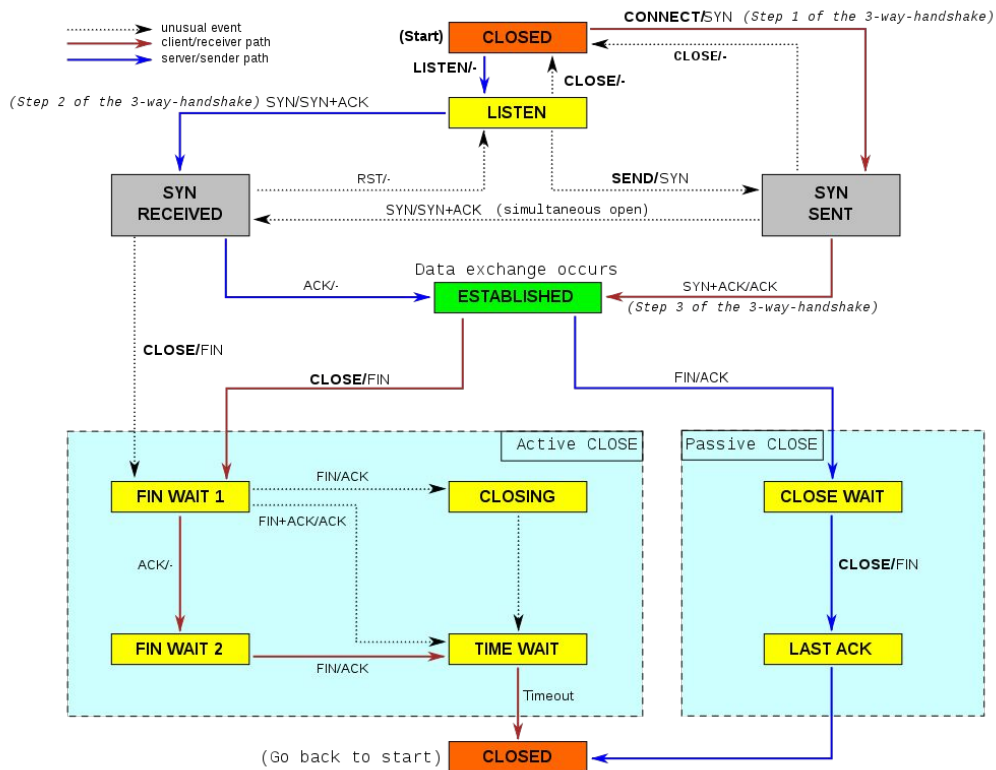 unusual event
client/receiver path
server/sender path
(Start)
CLOSED
CONNECT/SYN (Step 1 of the 3-way-handshake)
CLOSE/-
LISTEN/-
CLOSE/-
(Step 2 of the 3-way-handshake) SYN/SYN+ACK
LISTEN
RST/-
SEND/SYN
SYN
RECEIVED
SYN
SENT
SYN/SYN+ACK (simultaneous open)
Data exchange occurs
ACK/-
ESTABLISHED
SYN+ACK/ACK
(Step 3 of the 3-way-handshake)
CLOSE/FIN
CLOSE/FIN
FIN/ACK
Active CLOSE
Passive CLOSE
FIN WAIT 1
FIN/ACK
CLOSING
CLOSE WAIT
FIN+ACK/ACK
ACK/-
CLOSE/FIN
FIN WAIT 2
TIME WAIT
LAST ACK
FIN/ACK
Timeout
(Go back to start)
CLOSED